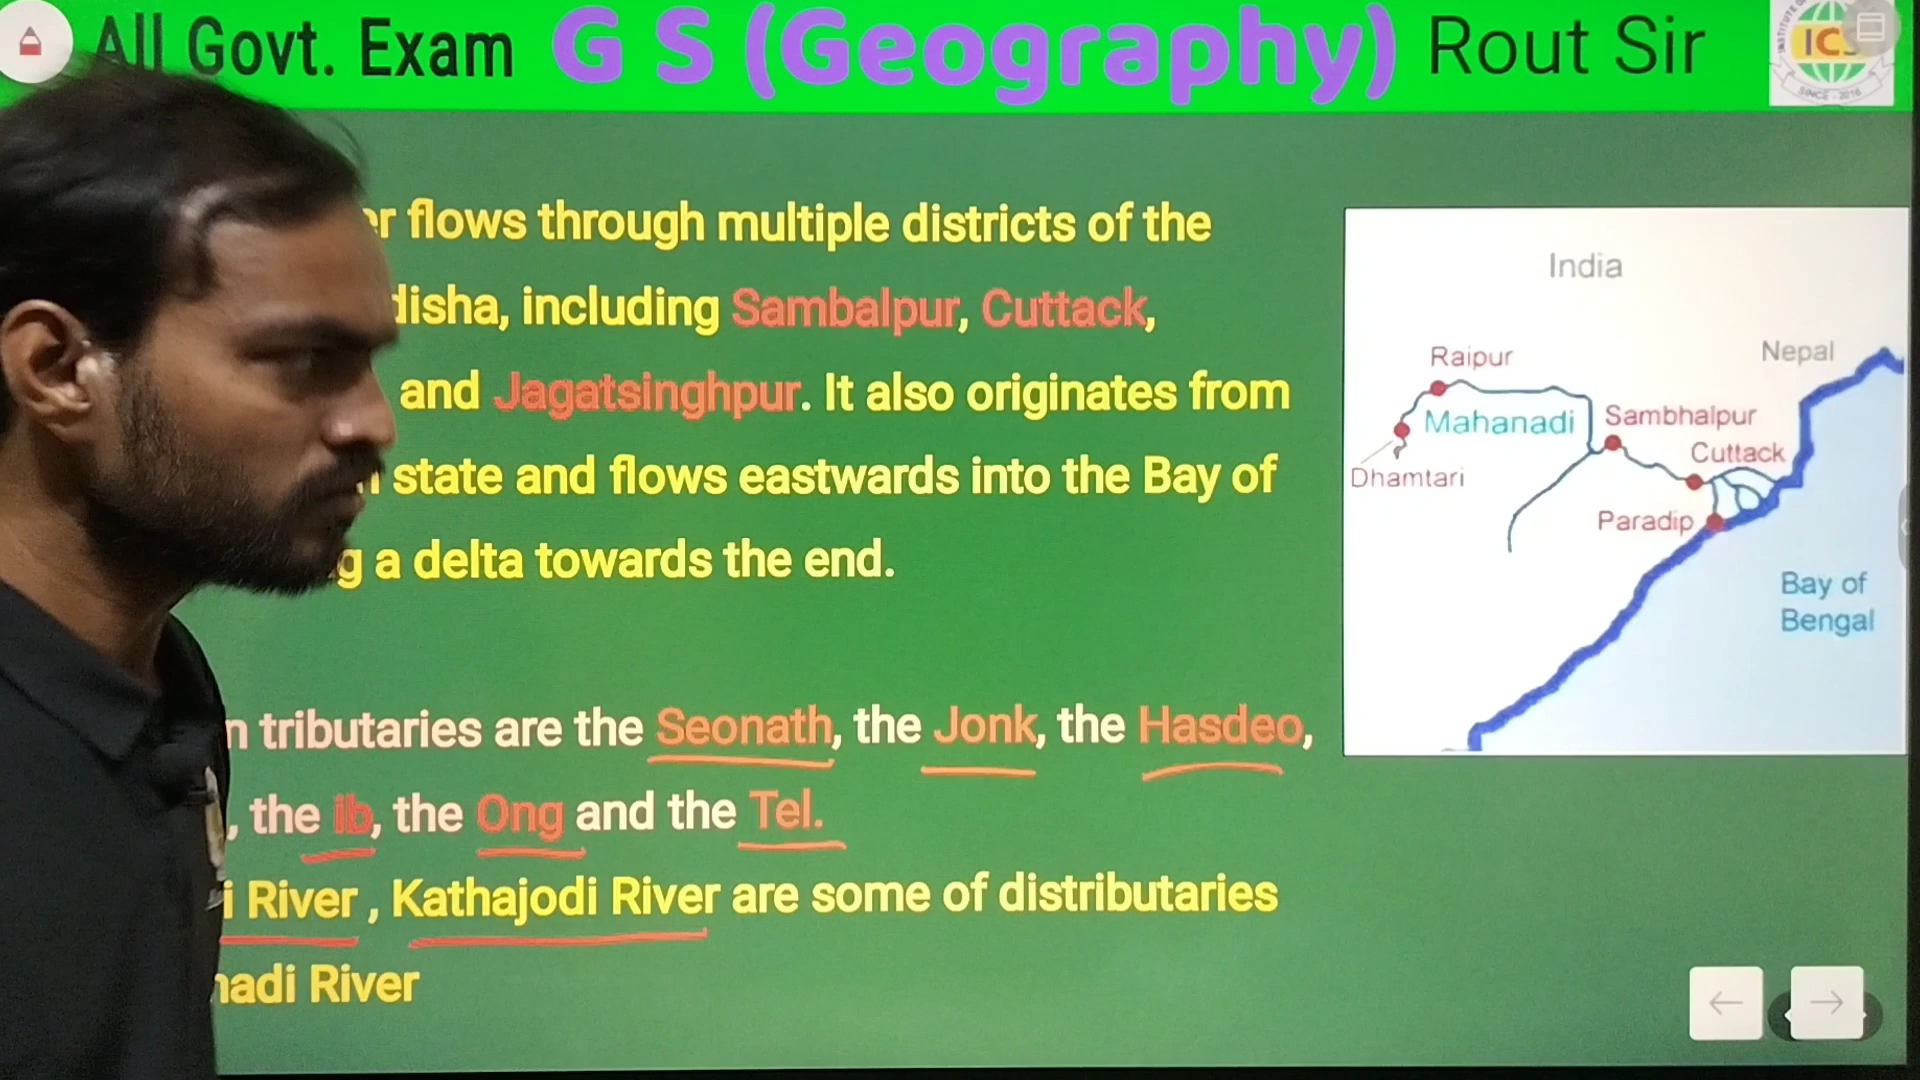 All Govt. Exam G S (Geography) Rout Sir
ICS
SINCE - 2016
flows through multiple districts of the
including Sambalpur, Cuttack,
and Jagatsinghpur. It also originates from
state and flows eastwards into the Bay of
a delta towards the end.
tributaries are the Seonath, the Jonk, the Hasdeo,
, the ib, the Ong and the Tel.
River , Kathajodi River are some of distributaries
River
India
Nepal
Raipur
Mahanadi
Sambhalpur
Cuttack
Dhamtari
Paradip
Bay of
Bengal